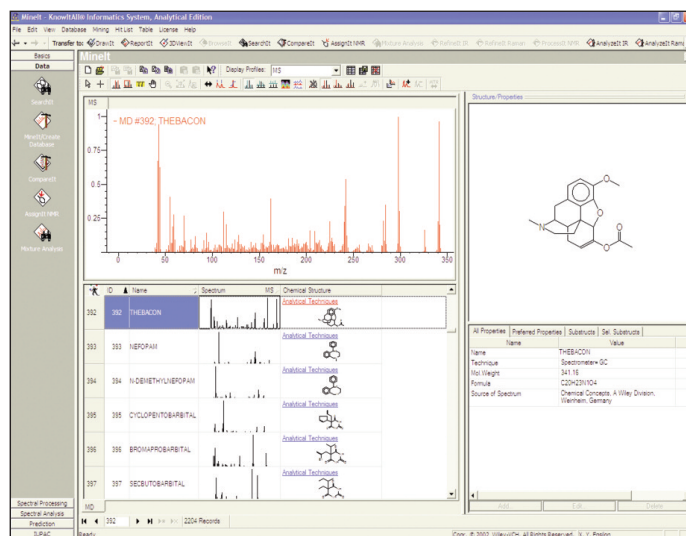 MineIt - KnowItAll® Informatics System, Analytical Edition
File Edit View Database Mining Hit List Table License Help
Transfer to: DrawIt ReportIt 3DViewIt BrowseIt SearchIt CompareIt AssignIt NMR Mixture Analysis RefineIt IR RefineIt Raman ProcessIt NMR AnalyzeIt IR AnalyzeIt Rama
Basics
Data
MineIt
Display Profiles: MS
SearchIt
MineIt/Create
Database
CompareIt
AssignIt NMR
Mixture Analysis
MS
Structure/Properties
MD #392; THEBACON
1
0.75
0.5
0.25
0 50 100 150 200 250 300 350
m/z
O
O
N
O
O
ID Name Spectrum MS Chemical Structure
392 392 THEBACON Analytical Techniques
393 393 NEFOPAM Analytical Techniques
394 394 N-DEMETHYLNEFOPAM Analytical Techniques
395 395 CYCLOPENTOBARBITAL Analytical Techniques
396 396 BROMAPROBARBITAL Analytical Techniques
397 397 SECBUTOBARBITAL Analytical Techniques
MD
All Properties Preferred Properties Substructs Sel. Substructs
Name Value
Name THEBACON
Technique Spectrometer= GC
Mol.Weight 341.16
Formula C20H23N1O4
Source of Spectrum Chemical Concepts, A Wiley Division,
Weinheim, Germany
Add... Edit... Delete
Spectral Processing
Spectral Analysis
Prediction
IUPAC
392 2204 Records
Ready